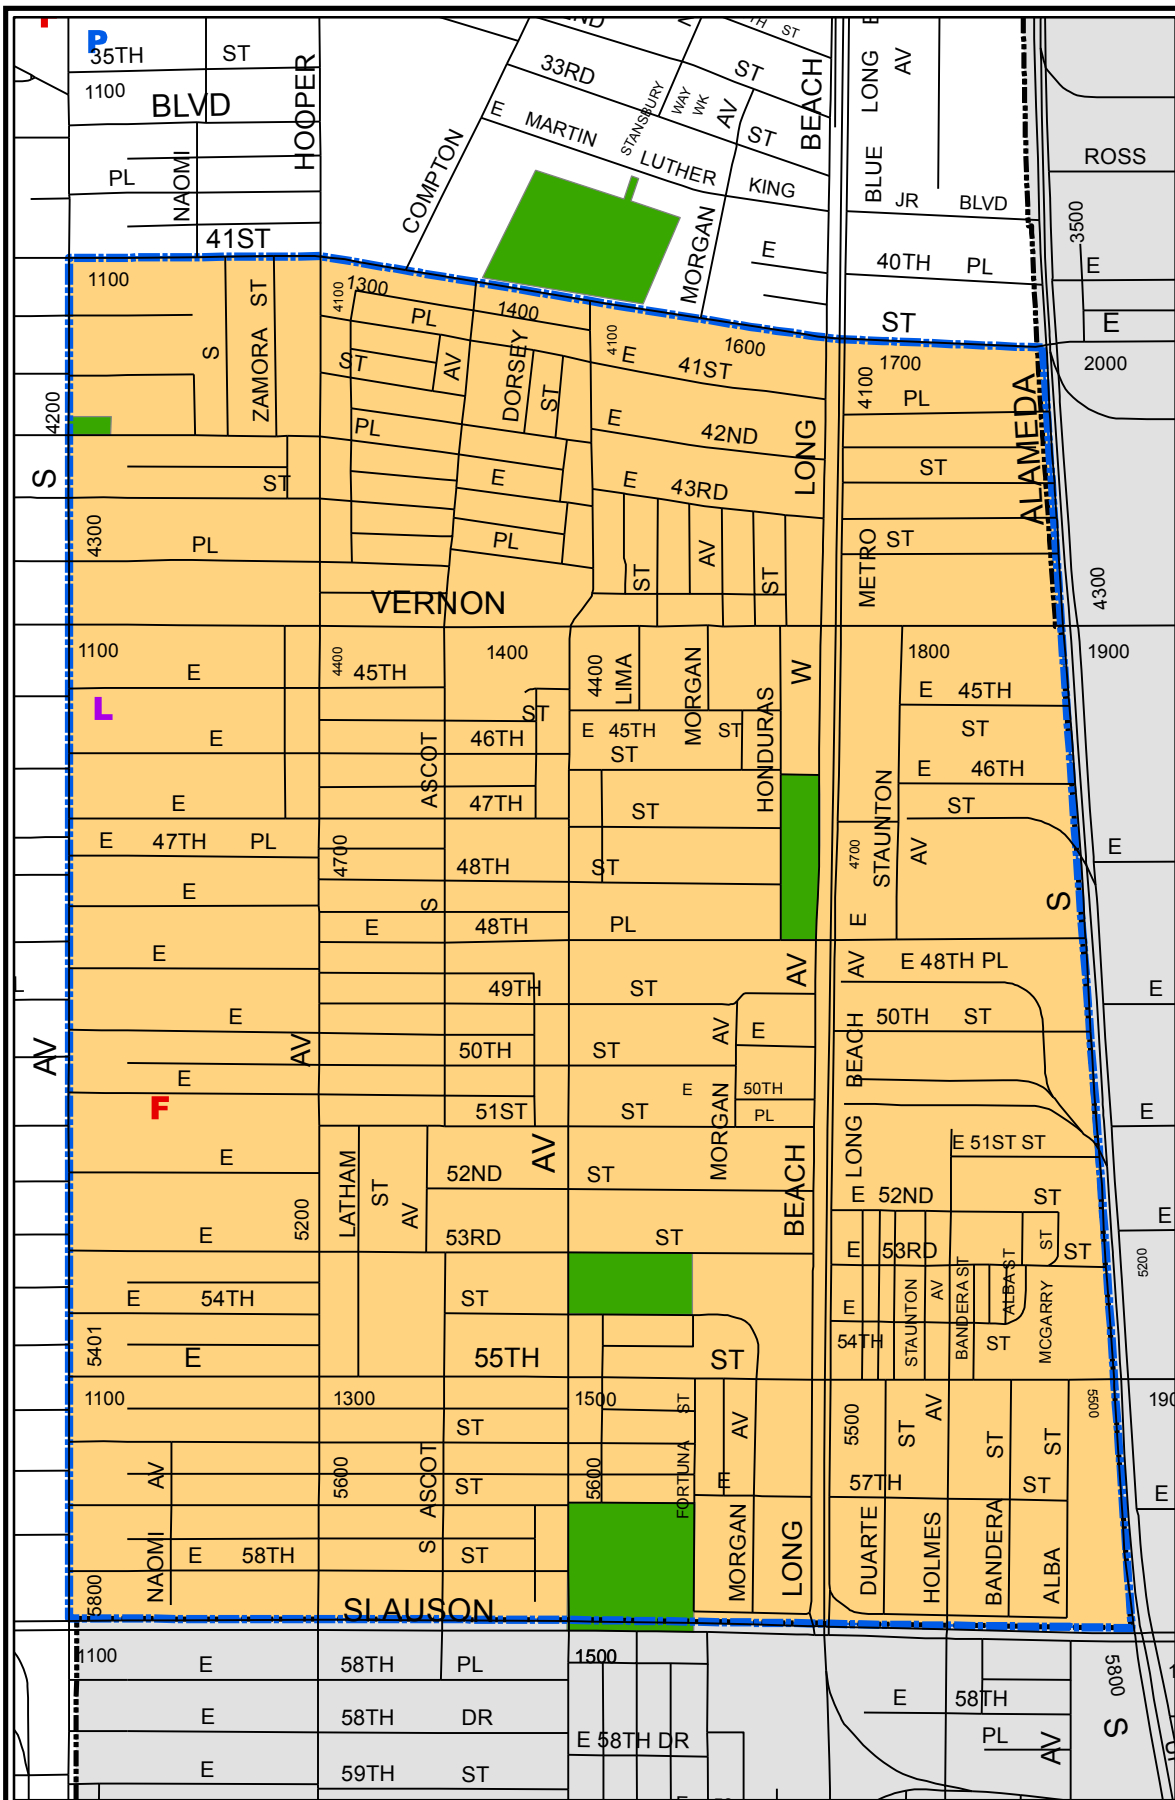 ND
TH ST
P
35TH ST
33RD
ST
LONG
AV
1100
BLVD
HOOPER
E
MARTIN
STANSBURY
WAY
WK
AV
ST
BEACH
COMPTON
LUTHER
KING
BLUE
JR BLVD
ROSS
PL
NAOMI
3500
41ST
MORGAN
E
40TH PL
E
1100
4100
1300
1400
ST
E
ST
PL
4100
E
1600
41ST
1700
2000
S
ZAMORA
ST
AV
DORSEY
ST
4100
PL
ALAMEDA
4200
PL
E
42ND
LONG
S
ST
E
E
43RD
ST
4300
PL
PL
ST
AV
ST
METRO
ST
4300
VERNON
1100
E
4400
45TH
1400
4400
LIMA
MORGAN
W
1800
1900
L
ST
HONDURAS
E 45TH
E
46TH
E 45TH ST
ST
ST
ASCOT
E 46TH
E
47TH
ST
STAUNTON
ST
E 47TH PL
4700
48TH
ST
4700
AV
E
E
S
E
48TH
PL
E
S
E
AV
AV
E 48TH PL
49TH
ST
E
E
AV
50TH
ST
AV
E
BEACH
50TH ST
AV
E
F
51ST
ST
E
50TH
PL
MORGAN
E
E
AV
LONG
E 51ST ST
LATHAM
ST
AV
52ND
ST
BEACH
E 52ND
ST
E
5200
E
53RD
ST
E 53RD
ST
ST
5200
E 54TH
ST
E
54TH
STAUNTON
AV
BANDERA ST
ALBA ST
ST
MCGARRY
5401
E
55TH
ST
1100
1300
1500
ST
5500
AV
5500
190
ST
AV
ST
ST
ST
AV
5600
ASCOT
S
ST
5600
FORTUNA
E
57TH
ST
E
NAOMI
E 58TH
ST
MORGAN
LONG
DUARTE
HOLMES
BANDERA
ALBA
5800
SLAUSON
1100
E
58TH
PL
1500
5800
E
58TH
DR
E 58TH DR
E
58TH
PL
AV
S
E
59TH
ST
E